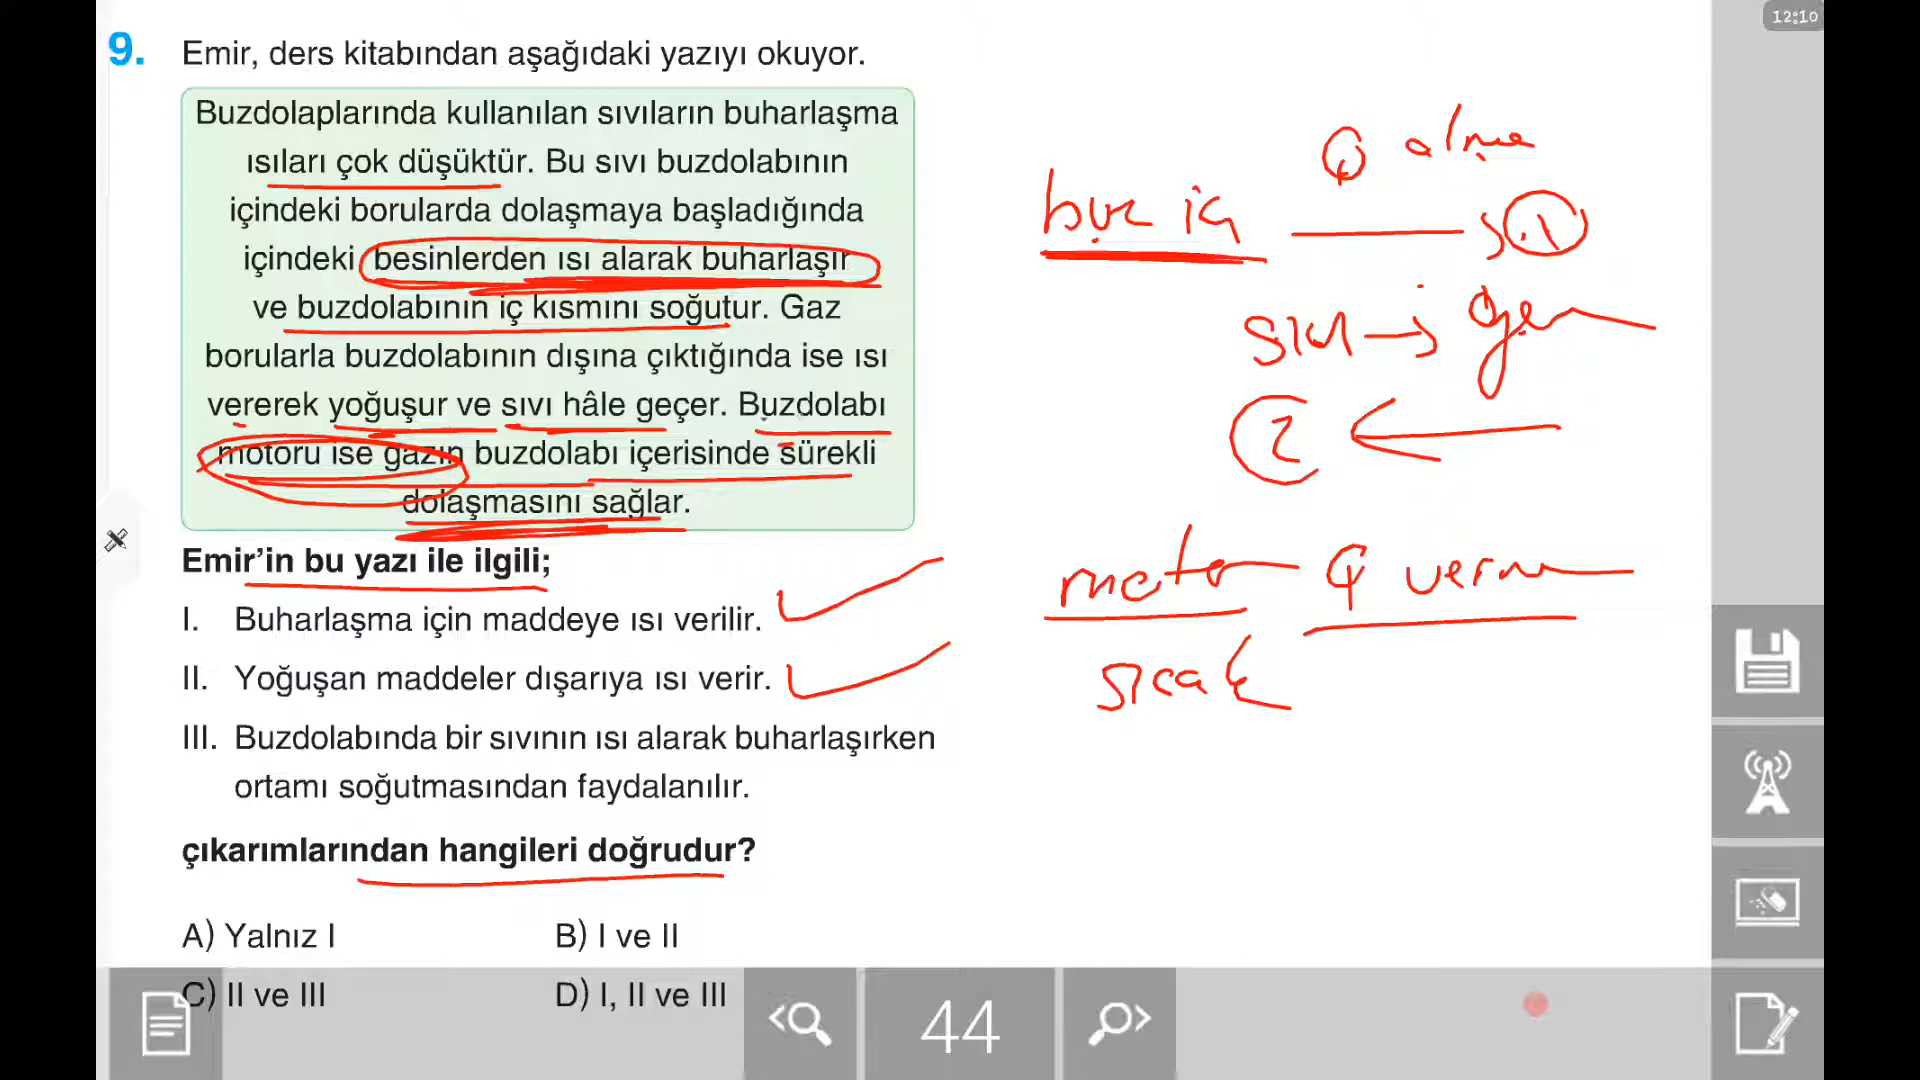 12:10
9. Emir, ders kitabından aşağıdaki yazıyı okuyor.
Buzdolaplarında kullanılan sıvıların buharlaşma
ısıları çok düşüktür. Bu sıvı buzdolabının
içindeki borularda dolaşmaya başladığında
içindeki besinlerden ısı alarak buharlaşır
ve buzdolabının iç kısmını soğutur. Gaz
borularla buzdolabının dışına çıktığında ise ısı
vererek yoğuşur ve sıvı hâle geçer. Buzdolabı
motoru ise gazın buzdolabı içerisinde sürekli
dolaşmasını sağlar.
Emir’in bu yazı ile ilgili;
I. Buharlaşma için maddeye ısı verilir.
II. Yoğuşan maddeler dışarıya ısı verir.
III. Buzdolabında bir sıvının ısı alarak buharlaşırken
ortamı soğutmasından faydalanılır.
çıkarımlarından hangileri doğrudur?
A) Yalnız I B) I ve II
C) II ve III D) I, II ve III
Q alma
buz iç
2
motor Q verm
sıcak
44